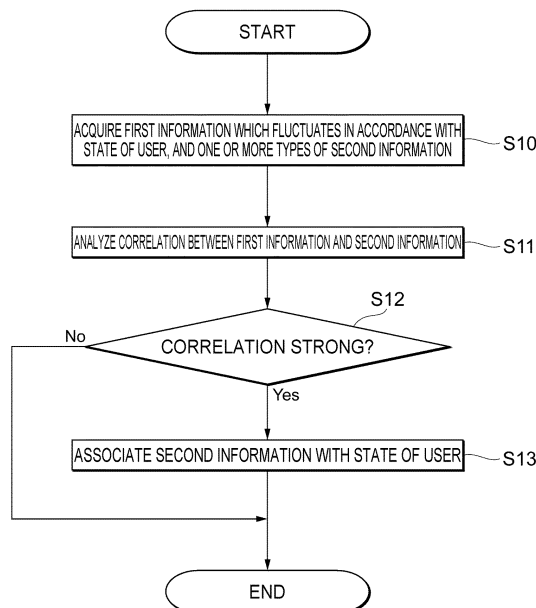 START
ACQUIRE FIRST INFORMATION WHICH FLUCTUATES IN ACCORDANCE WITH
STATE OF USER, AND ONE OR MORE TYPES OF SECOND INFORMATION
S10
ANALYZE CORRELATION BETWEEN FIRST INFORMATION AND SECOND INFORMATION
S11
S12
No
CORRELATION STRONG?
Yes
ASSOCIATE SECOND INFORMATION WITH STATE OF USER
S13
END